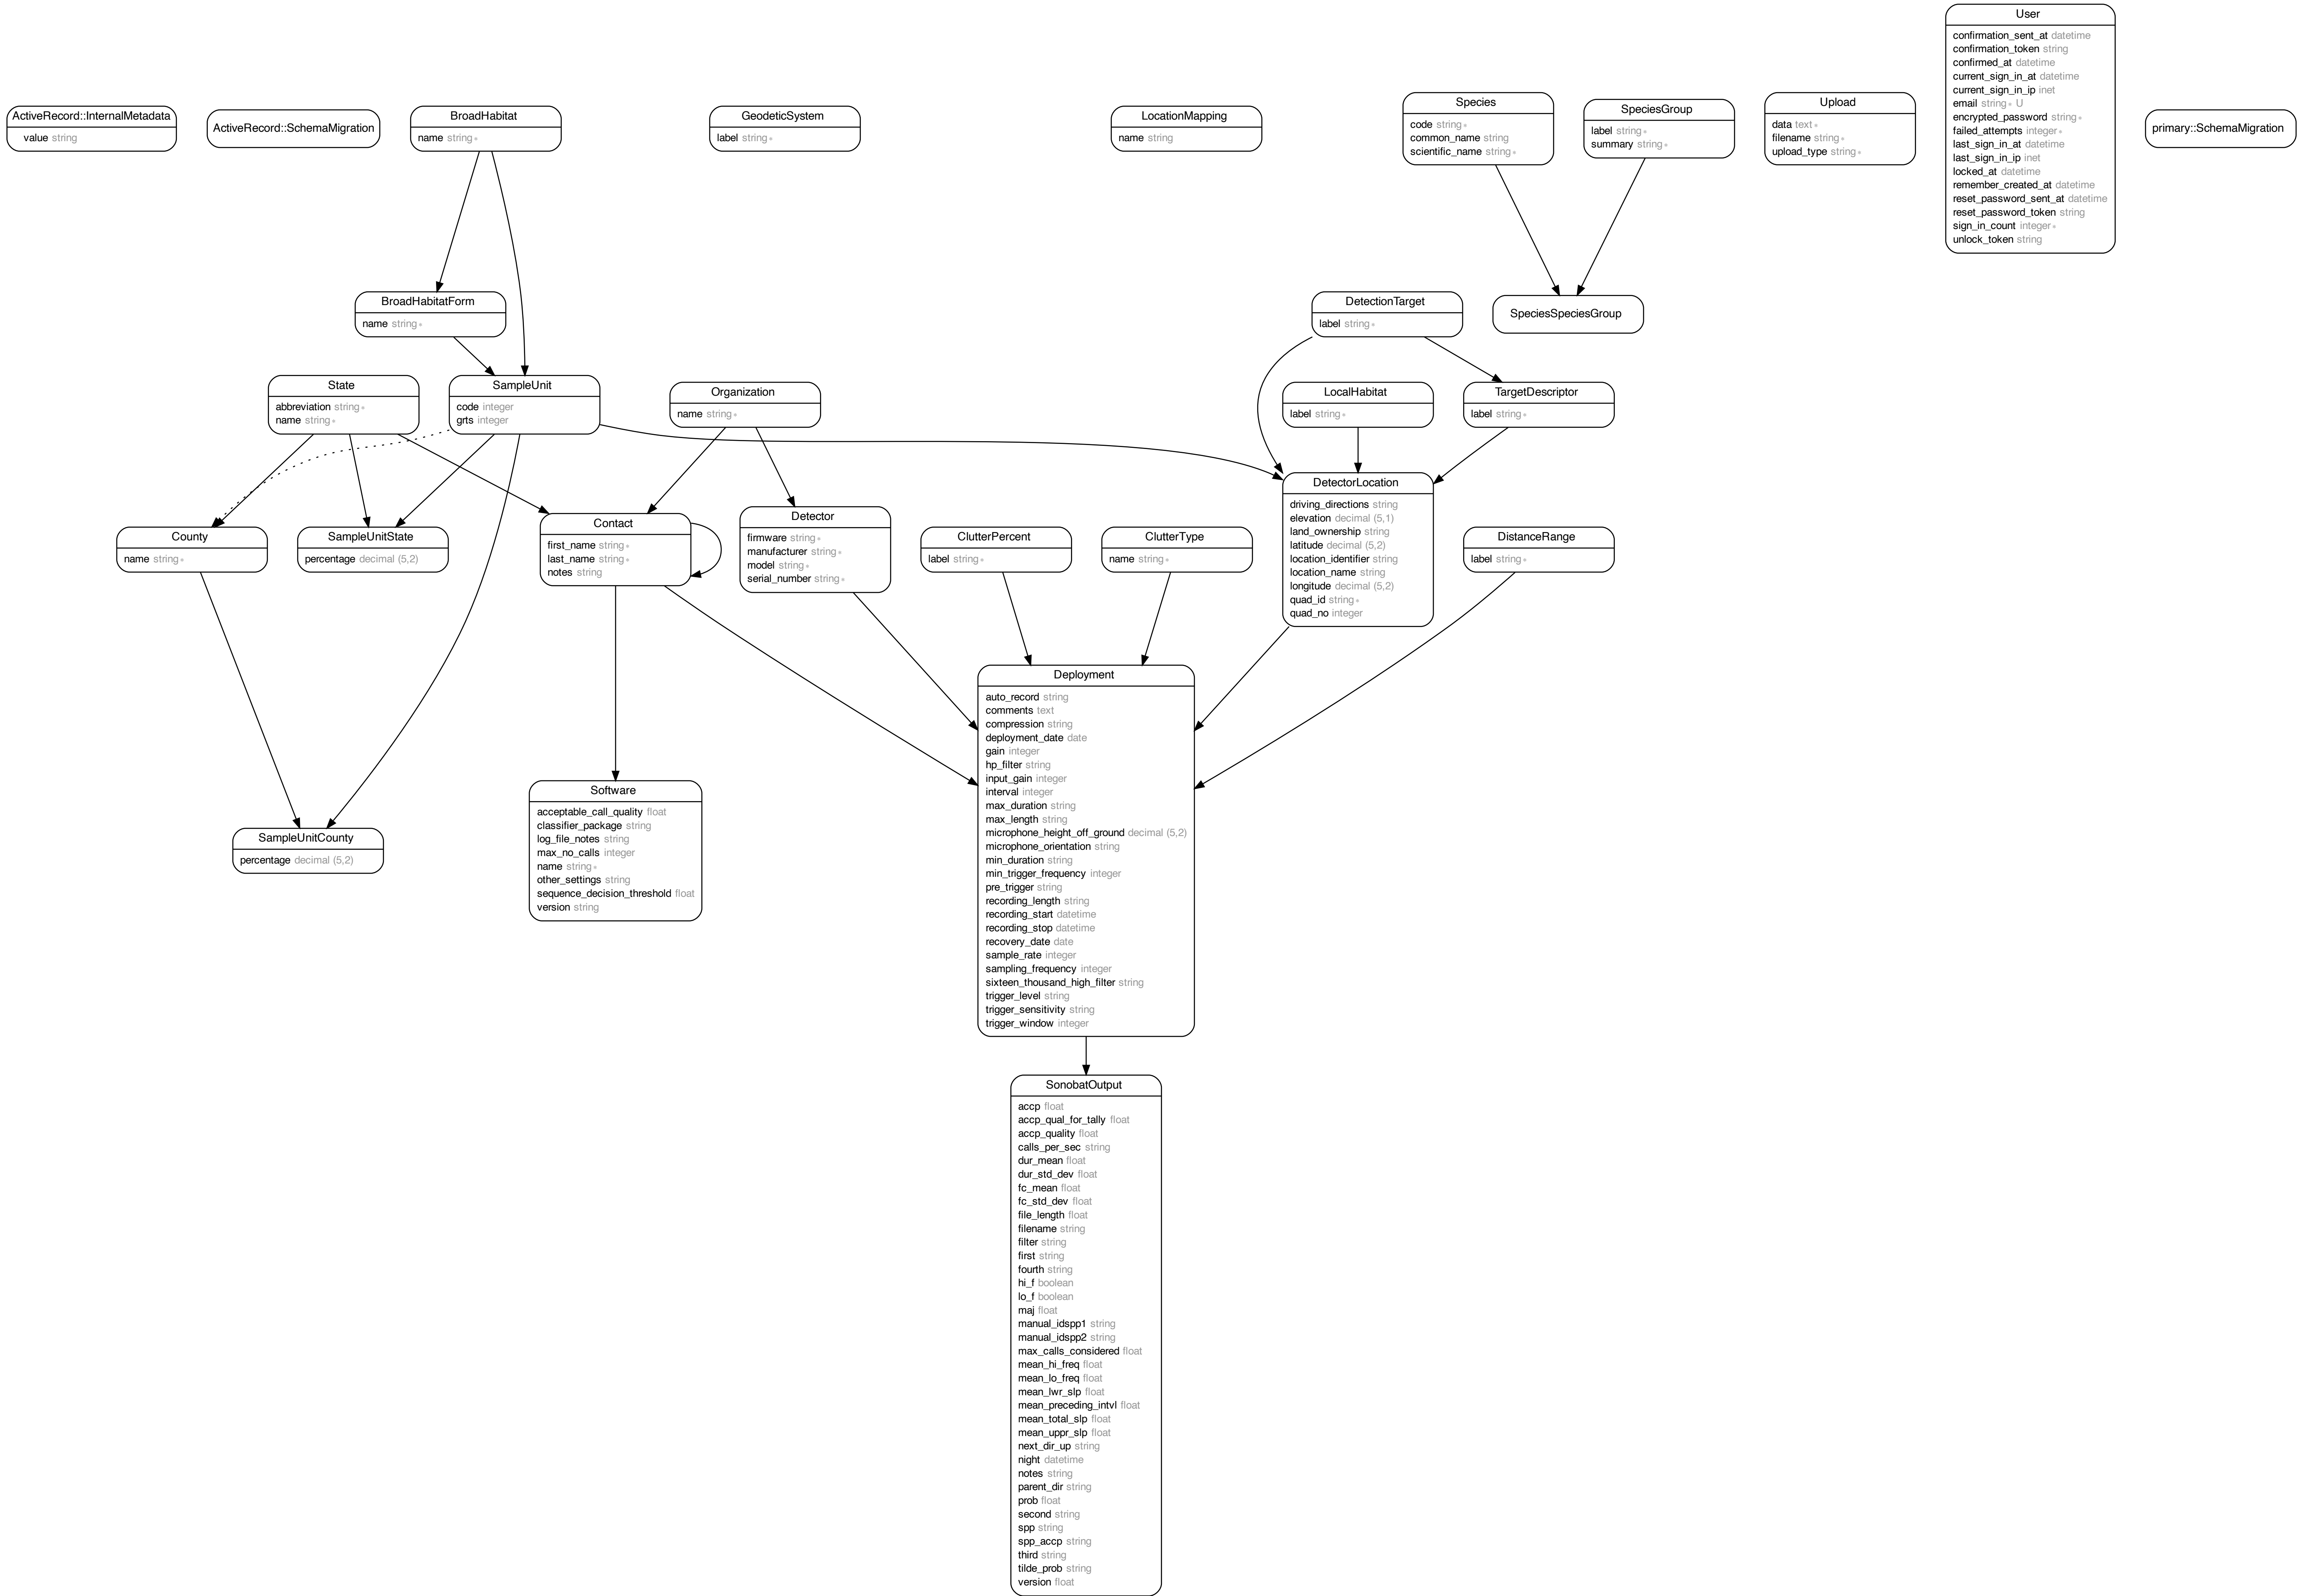 ActiveRecord::InternalMetadata
value string
ActiveRecord::SchemaMigration
BroadHabitat
name string *
GeodeticSystem
label string *
LocationMapping
name string
Species
code string *
common_name string
scientific_name string *
SpeciesGroup
label string *
summary string *
Upload
data text *
filename string *
upload_type string *
User
confirmation_sent_at datetime
confirmation_token string
confirmed_at datetime
current_sign_in_at datetime
current_sign_in_ip inet
email string * U
encrypted_password string *
failed_attempts integer *
last_sign_in_at datetime
last_sign_in_ip inet
locked_at datetime
remember_created_at datetime
reset_password_sent_at datetime
reset_password_token string
sign_in_count integer *
unlock_token string
primary::SchemaMigration
BroadHabitatForm
name string *
DetectionTarget
label string *
SpeciesSpeciesGroup
State
abbreviation string *
name string *
SampleUnit
code integer
grts integer
Organization
name string *
LocalHabitat
label string *
TargetDescriptor
label string *
County
name string *
SampleUnitState
percentage decimal (5,2)
Contact
first_name string *
last_name string *
notes string
Detector
firmware string *
manufacturer string *
model string *
serial_number string *
ClutterPercent
label string *
ClutterType
name string *
DetectorLocation
driving_directions string
elevation decimal (5,1)
land_ownership string
latitude decimal (5,2)
location_identifier string
location_name string
longitude decimal (5,2)
quad_id string *
quad_no integer
DistanceRange
label string *
SampleUnitCounty
percentage decimal (5,2)
Software
acceptable_call_quality float
classifier_package string
log_file_notes string
max_no_calls integer
name string *
other_settings string
sequence_decision_threshold float
version string
Deployment
auto_record string
comments text
compression string
deployment_date date
gain integer
hp_filter string
input_gain integer
interval integer
max_duration string
max_length string
microphone_height_off_ground decimal (5,2)
microphone_orientation string
min_duration string
min_trigger_frequency integer
pre_trigger string
recording_length string
recording_start datetime
recording_stop datetime
recovery_date date
sample_rate integer
sampling_frequency integer
sixteen_thousand_high_filter string
trigger_level string
trigger_sensitivity string
trigger_window integer
SonobatOutput
accp float
accp_qual_for_tally float
accp_quality float
calls_per_sec string
dur_mean float
dur_std_dev float
fc_mean float
fc_std_dev float
file_length float
filename string
filter string
first string
fourth string
hi_f boolean
lo_f boolean
maj float
manual_idspp1 string
manual_idspp2 string
max_calls_considered float
mean_hi_freq float
mean_lo_freq float
mean_lwr_slp float
mean_preceding_intvl float
mean_total_slp float
mean_uppr_slp float
next_dir_up string
night datetime
notes string
parent_dir string
prob float
second string
spp string
spp_accp string
third string
tilde_prob string
version float